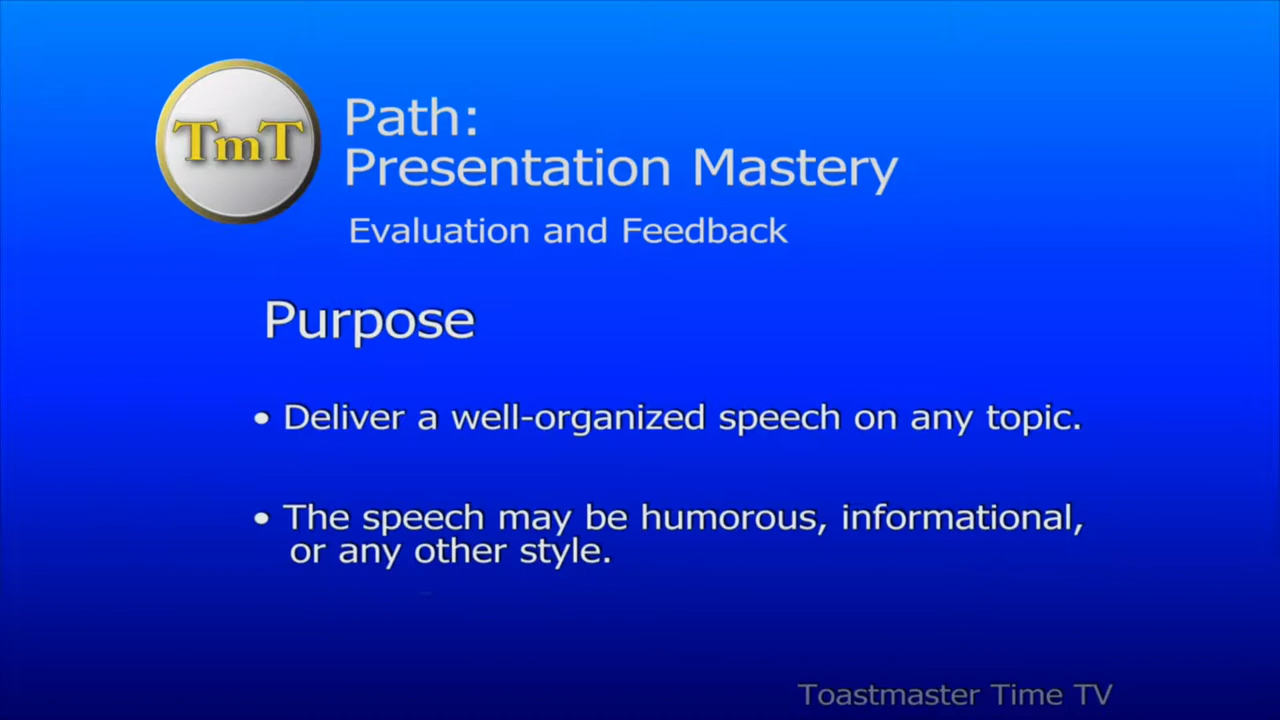 TmT
Path:
Presentation Mastery
Evaluation and Feedback
Purpose
• Deliver a well-organized speech on any topic.
• The speech may be humorous, informational,
or any other style.
Toastmaster Time TV